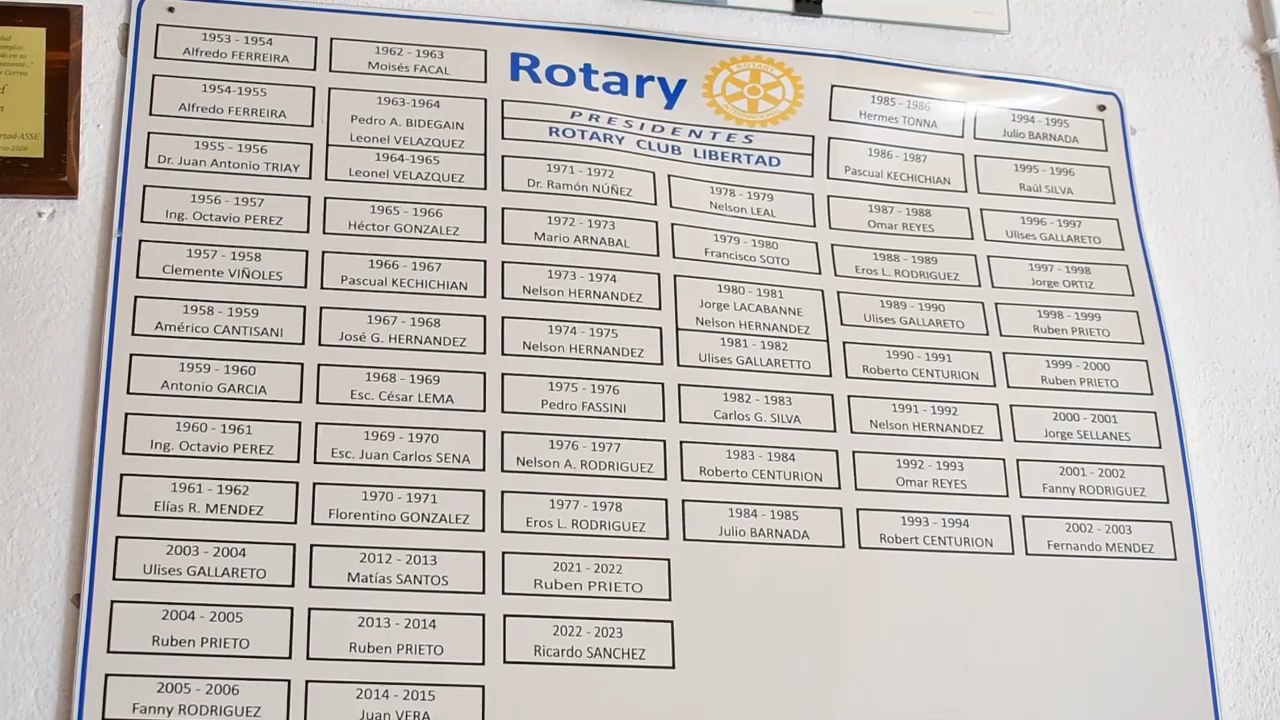 Rotary
ROTARY
INTERNACIONAL
PRESIDENTES
ROTARY CLUB LIBERTAD
1953 - 1954
Alfredo FERREIRA
1954-1955
Alfredo FERREIRA
1955 - 1956
Dr. Juan Antonio TRIAY
1956 - 1957
Ing. Octavio PEREZ
1957 - 1958
Clemente VIÑOLES
1958 - 1959
Américo CANTISANI
1959 - 1960
Antonio GARCIA
1960 - 1961
Ing. Octavio PEREZ
1961 - 1962
Elías R. MENDEZ
1962 - 1963
Moisés FACAL
1963-1964
Pedro A. BIDEGAIN
Leonel VELAZQUEZ
1964-1965
Leonel VELAZQUEZ
1965 - 1966
Héctor GONZALEZ
1966 - 1967
Pascual KECHICHIAN
1967 - 1968
José G. HERNANDEZ
1968 - 1969
Esc. César LEMA
1969 - 1970
Esc. Juan Carlos SENA
1970 - 1971
Florentino GONZALEZ
1971 - 1972
Dr. Ramón NÚÑEZ
1972 - 1973
Mario ARNABAL
1973 - 1974
Nelson HERNANDEZ
1974 - 1975
Nelson HERNANDEZ
1975 - 1976
Pedro FASSINI
1976 - 1977
Nelson A. RODRIGUEZ
1977 - 1978
Eros L. RODRIGUEZ
1978 - 1979
Nelson LEAL
1979 - 1980
Francisco SOTO
1980 - 1981
Jorge LACABANNE
Nelson HERNANDEZ
1981 - 1982
Ulises GALLARETTO
1982 - 1983
Carlos G. SILVA
1983 - 1984
Roberto CENTURION
1984 - 1985
Julio BARNADA
1985 - 1986
Hermes TONNA
1986 - 1987
Pascual KECHICHIAN
1987 - 1988
Omar REYES
1988 - 1989
Eros L. RODRIGUEZ
1989 - 1990
Ulises GALLARETO
1990 - 1991
Roberto CENTURION
1991 - 1992
Nelson HERNANDEZ
1992 - 1993
Omar REYES
1993 - 1994
Robert CENTURION
1994 - 1995
Julio BARNADA
1995 - 1996
Raúl SILVA
1996 - 1997
Ulises GALLARETO
1997 - 1998
Jorge ORTIZ
1998 - 1999
Ruben PRIETO
1999 - 2000
Ruben PRIETO
2000 - 2001
Jorge SELLANES
2001 - 2002
Fanny RODRIGUEZ
2002 - 2003
Fernando MENDEZ
2003 - 2004
Ulises GALLARETO
2004 - 2005
Ruben PRIETO
2005 - 2006
Fanny RODRIGUEZ
2012 - 2013
Matías SANTOS
2013 - 2014
Ruben PRIETO
2014 - 2015
Juan VERA
2021 - 2022
Ruben PRIETO
2022 - 2023
Ricardo SANCHEZ